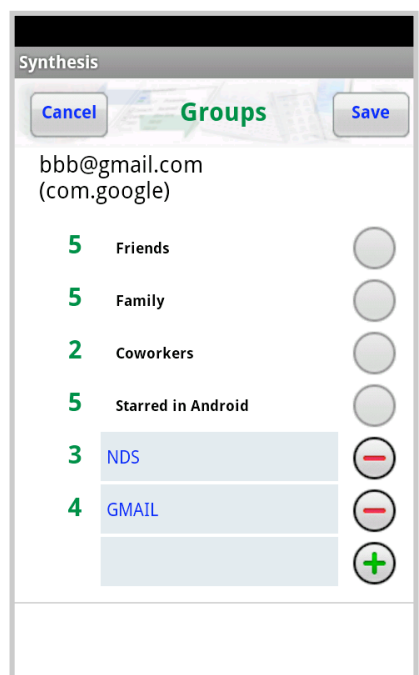 Synthesis
Cancel Groups Save
bbb@gmail.com
(com.google)
5 Friends
5 Family
2 Coworkers
5 Starred in Android
3 NDS
4 GMAIL